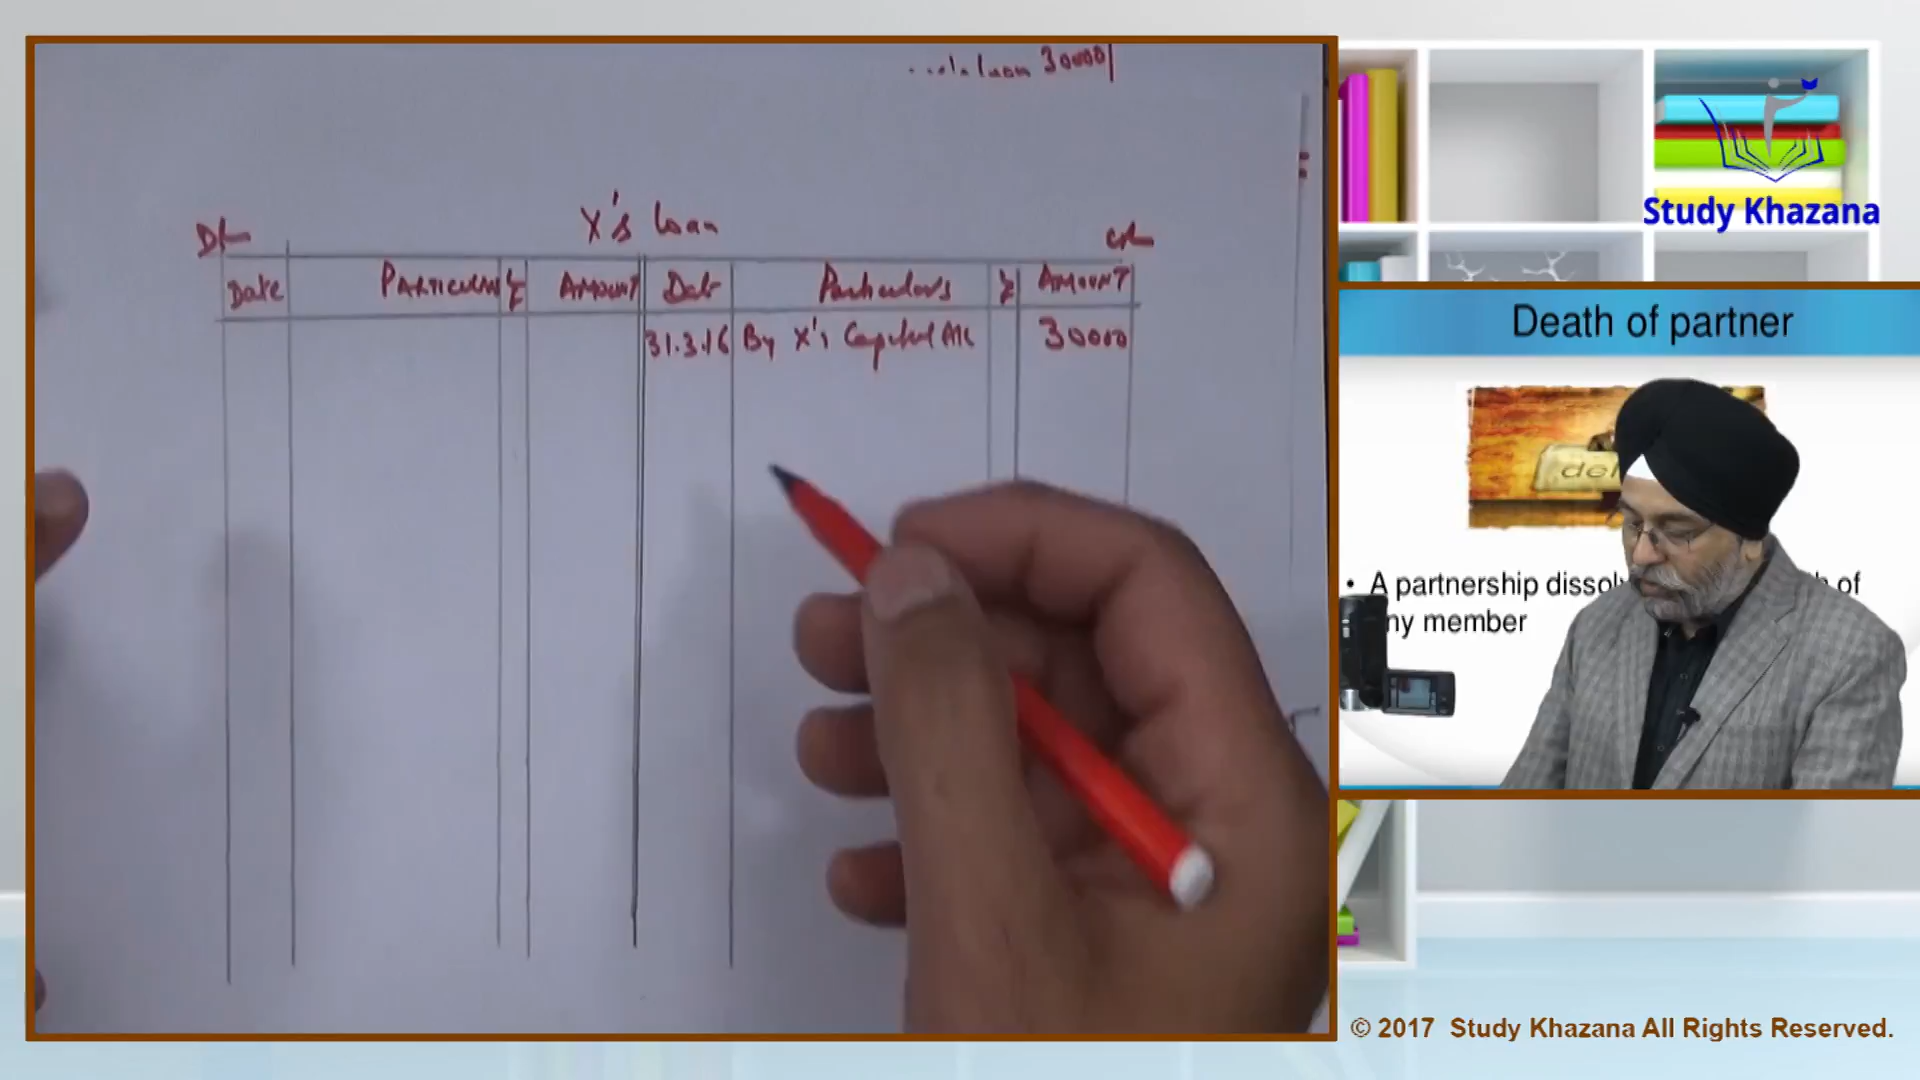 loan 30000
X's loan
Dr Cr
Date PARTICULARS AMOUNT Date Particulars AMOUNT
31.3.16 By X's Capital A/c 30000
Study Khazana
Death of partner
del
• A partnership of
ny member
© 2017 Study Khazana All Rights Reserved.